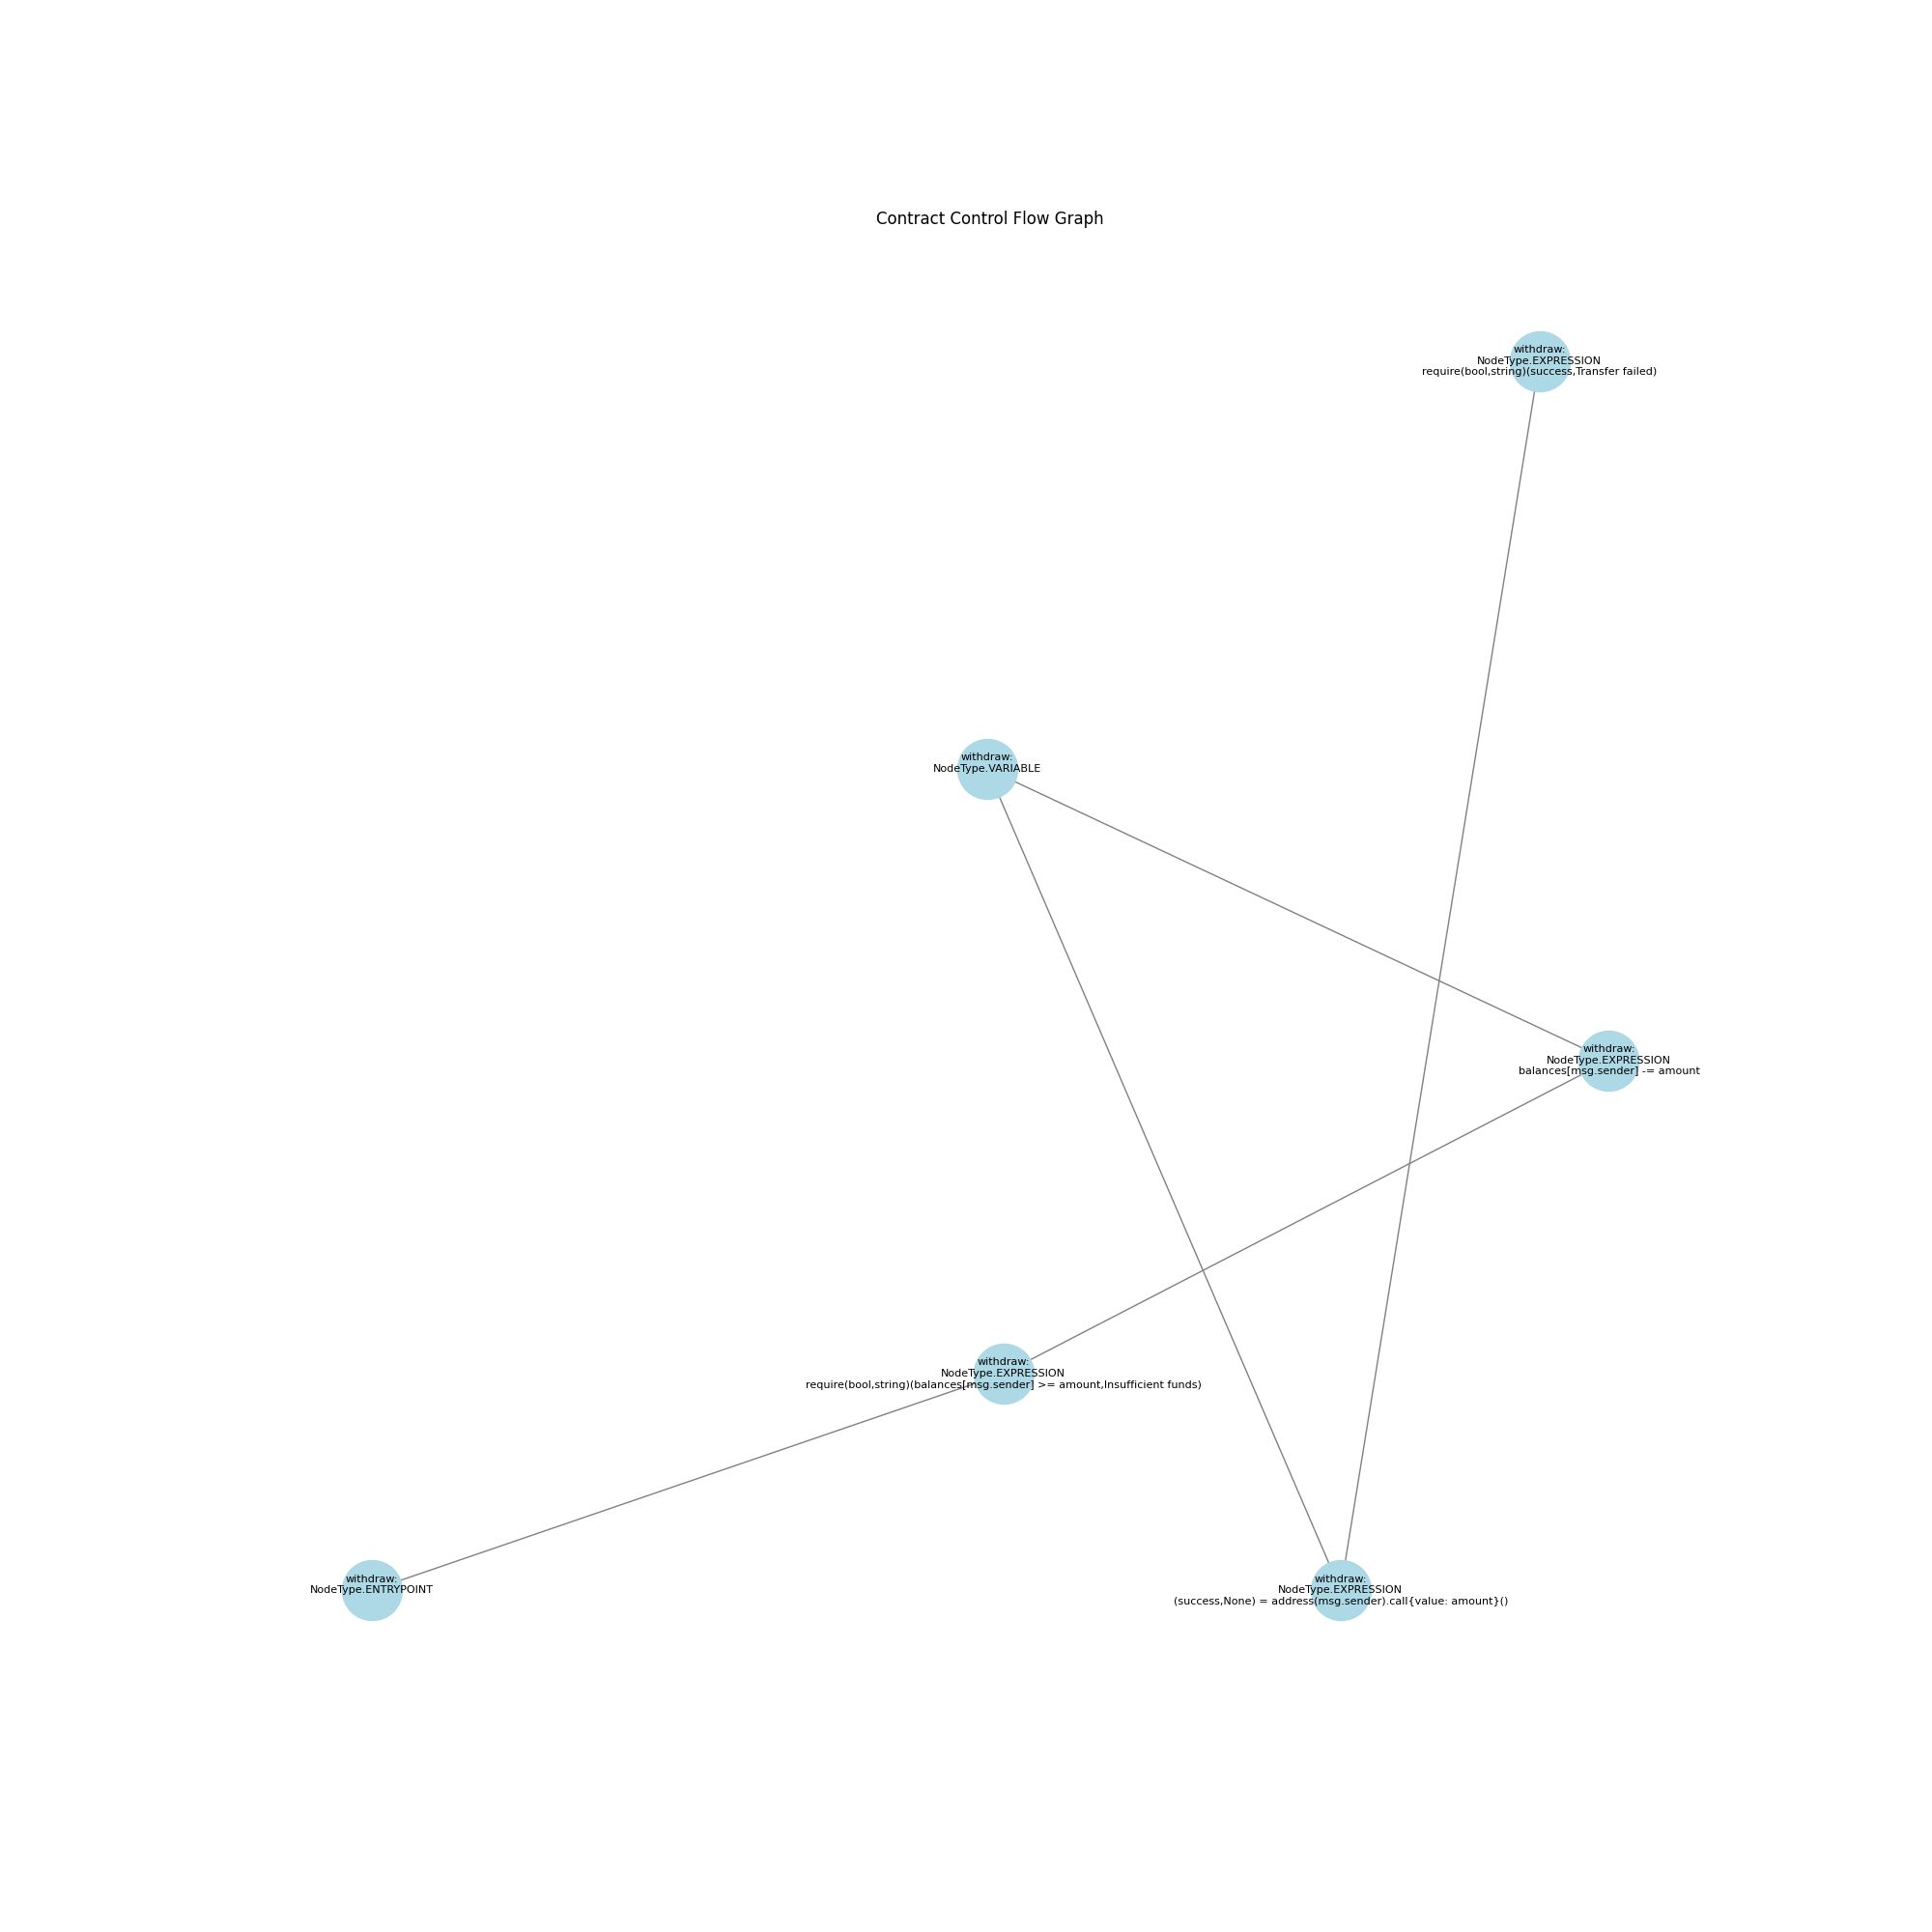 Contract Control Flow Graph
withdraw:
NodeType.EXPRESSION
require(bool,string)(success,Transfer failed)
withdraw:
NodeType.VARIABLE
withdraw:
NodeType.EXPRESSION
balances[msg.sender] -= amount
withdraw:
NodeType.EXPRESSION
require(bool,string)(balances[msg.sender] >= amount,Insufficient funds)
withdraw:
NodeType.ENTRYPOINT
withdraw:
NodeType.EXPRESSION
(success,None) = address(msg.sender).call{value: amount}()